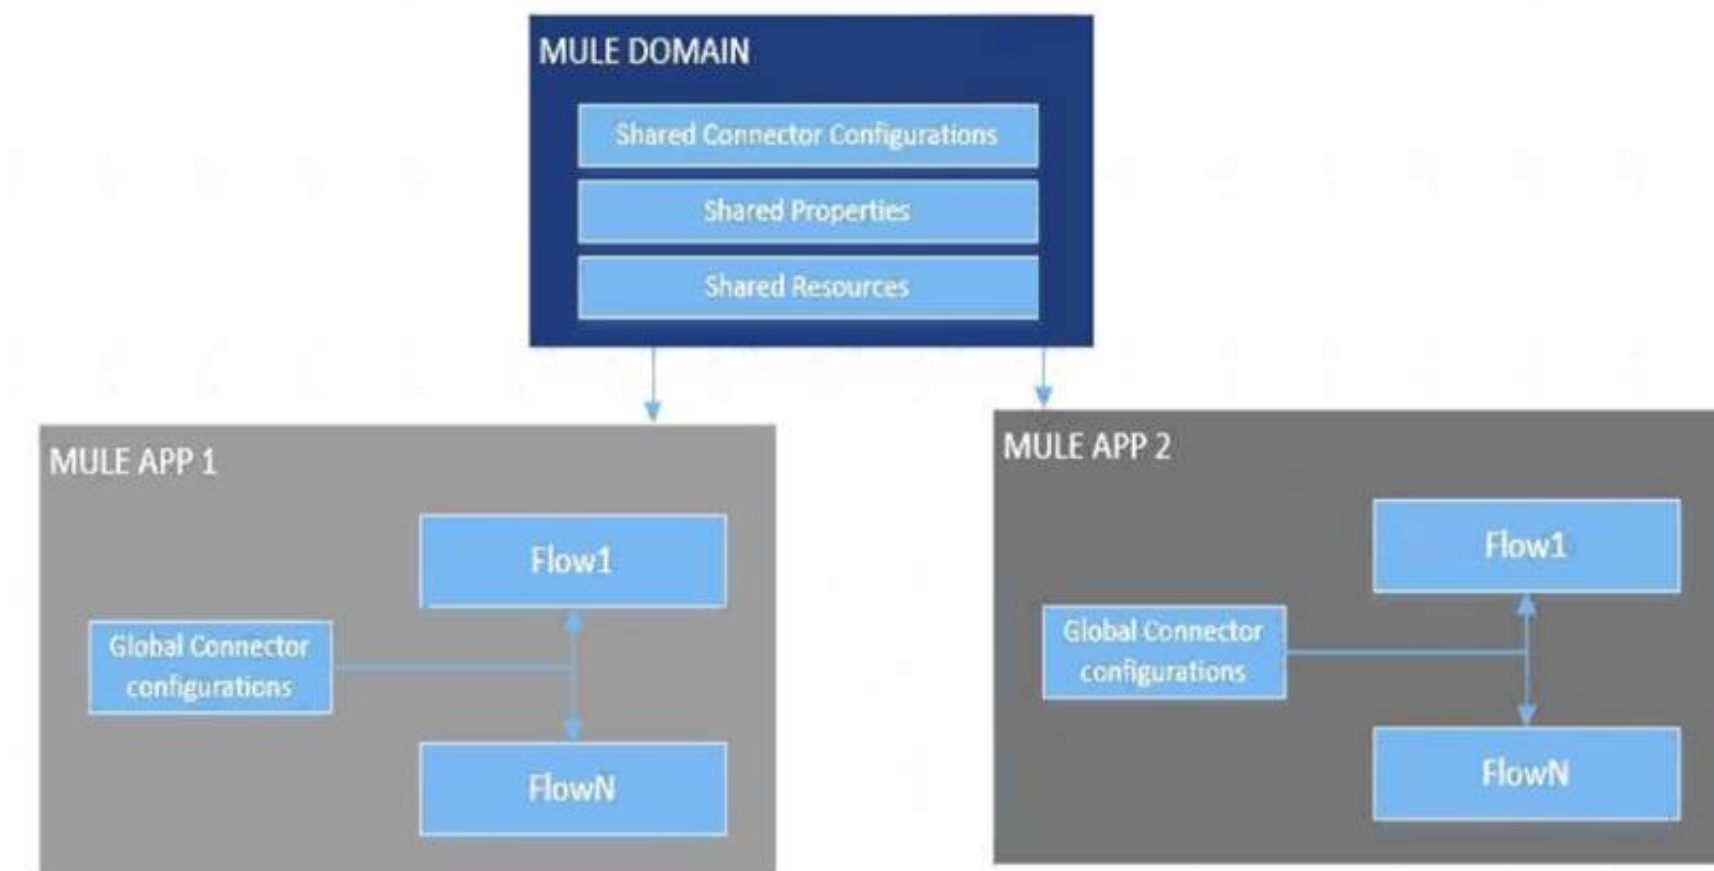 MULE DOMAIN
Shared Connector Configurations
Shared Properties
Shared Resources
MULE APP 1
Flow1
Global Connector
configurations
FlowN
MULE APP 2
Flow1
Global Connector
configurations
FlowN